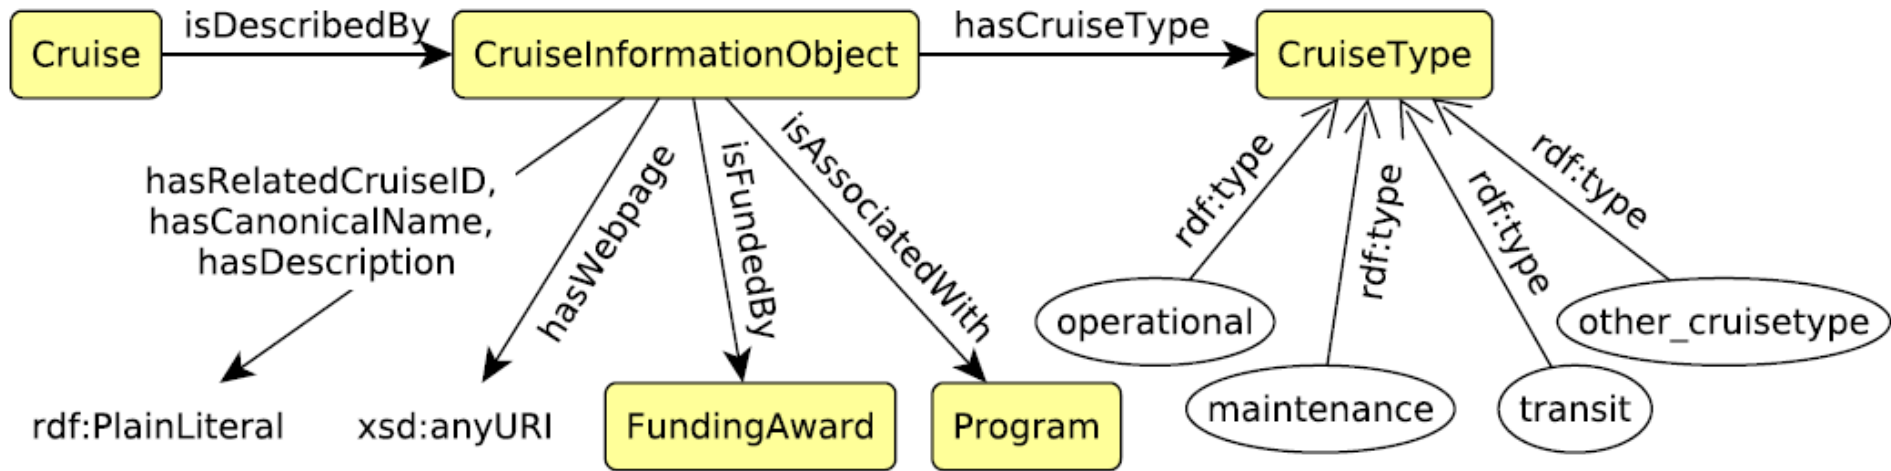 isDescribedBy
hasCruiseType
Cruise
CruiseInformationObject
CruiseType
hasRelatedCruiseID,
hasCanonicalName,
hasDescription
hasWebpage
isFundedBy
isAssociatedWith
rdf:type
rdf:type
rdf:type
rdf:type
operational
other_cruisetype
maintenance
transit
rdf:PlainLiteral
xsd:anyURI
FundingAward
Program